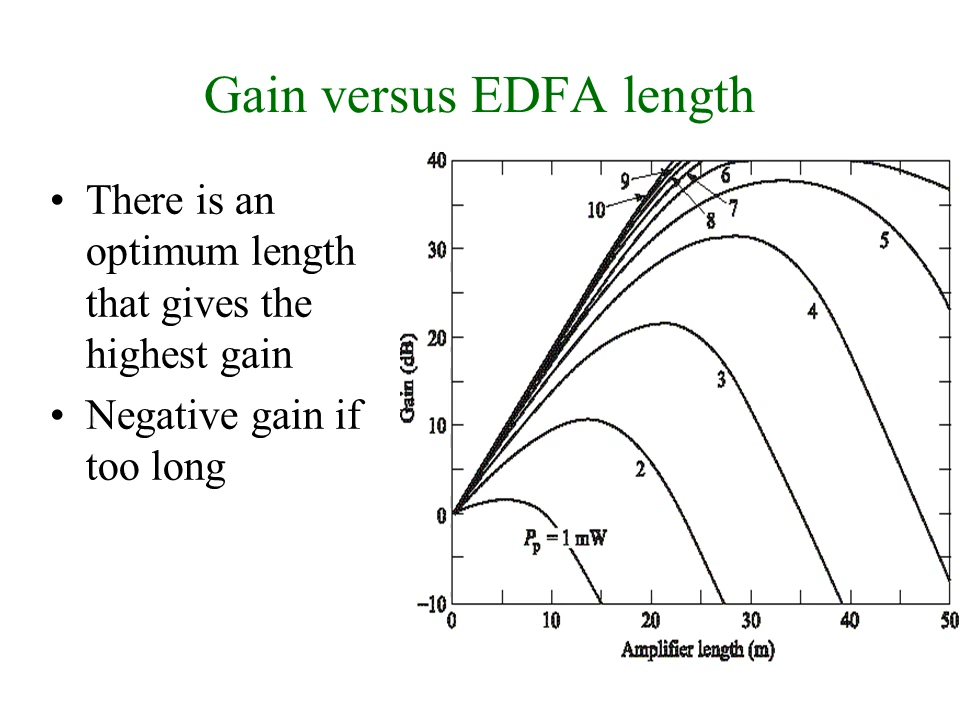 Gain versus EDFA length
• There is an
optimum length
that gives the
highest gain
• Negative gain if
too long
40
30
20
10
0
–10
Gain (dB)
0 10 20 30 40 50
Amplifier length (m)
9
10
6
7
8
5
4
3
2
Pp = 1 mW